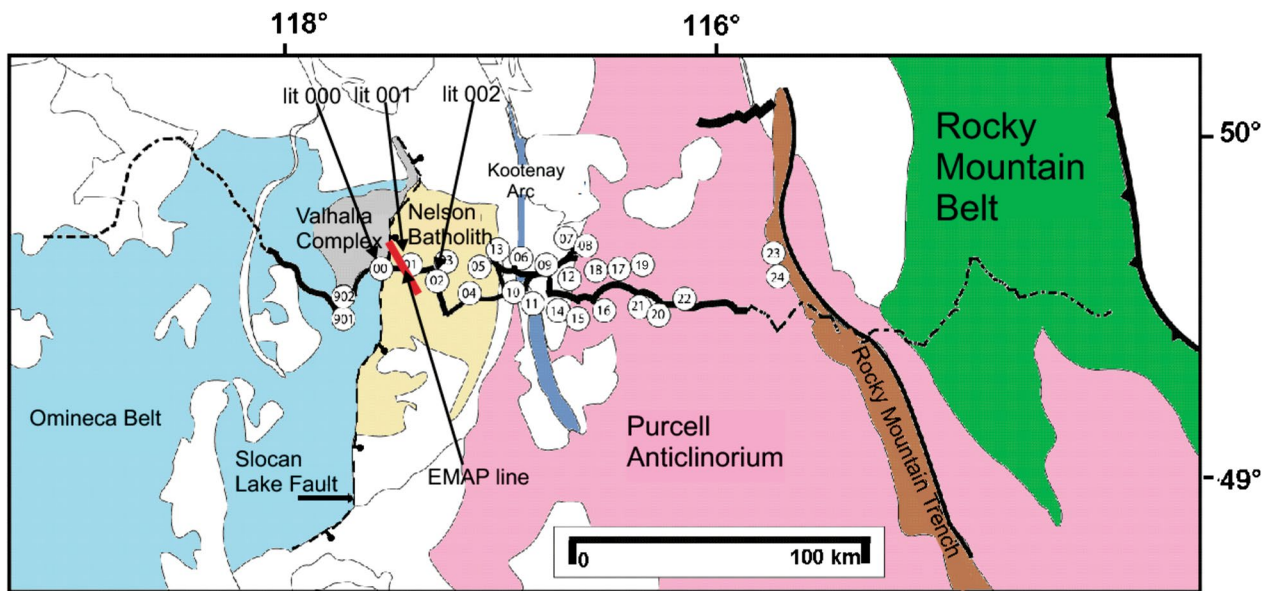 118°
116°
lit 000
lit 001
lit 002
50°
Rocky
Mountain
Belt
Kootenay
Arc
Valhalla
Complex
Nelson
Batholith
07
08
13
06
09
03
01
00
05
12
18
17
19
23
24
02
04
10
902
901
11
14
15
16
21
20
22
Rocky Mountain Trench
Omineca Belt
Purcell
Anticlinorium
Slocan
Lake Fault
EMAP line
49°
0
100 km